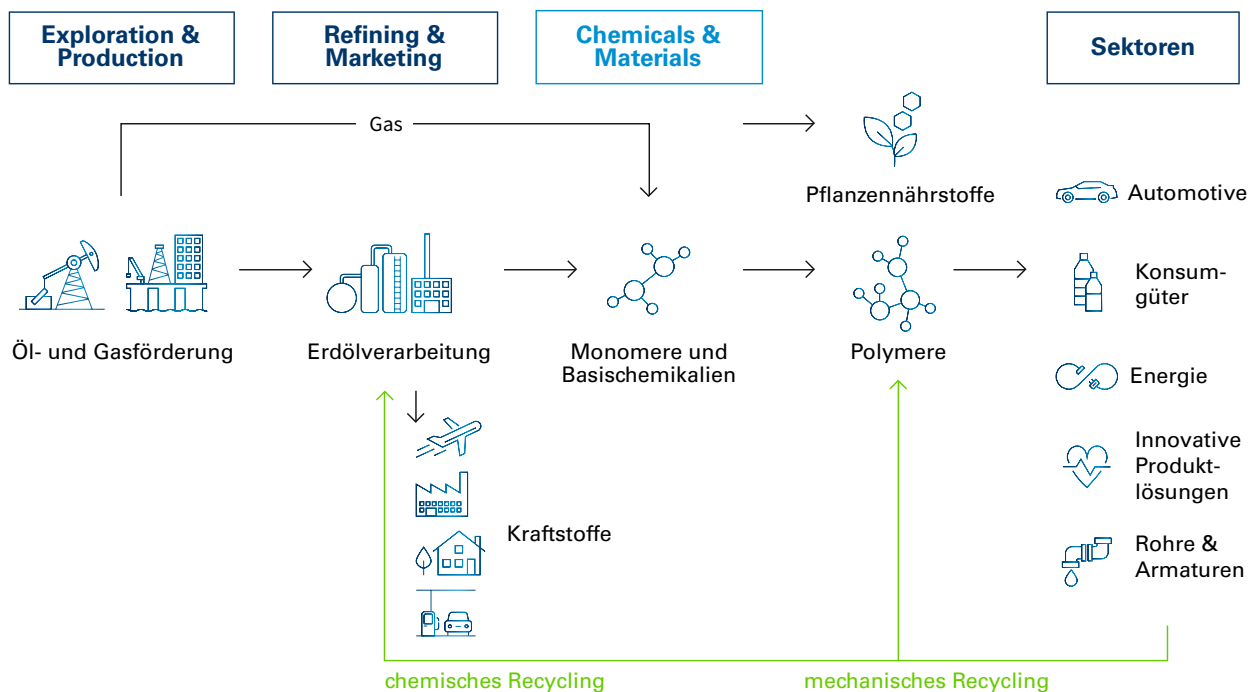 Exploration &
Production
Refining &
Marketing
Chemicals &
Materials
Sektoren
Gas
Pflanzennährstoffe
Automotive
Konsum-
güter
Öl- und Gasförderung
Erdölverarbeitung
Monomere und
Basischemikalien
Polymere
Energie
Innovative
Produkt-
lösungen
Kraftstoffe
Rohre &
Armaturen
chemisches Recycling
mechanisches Recycling